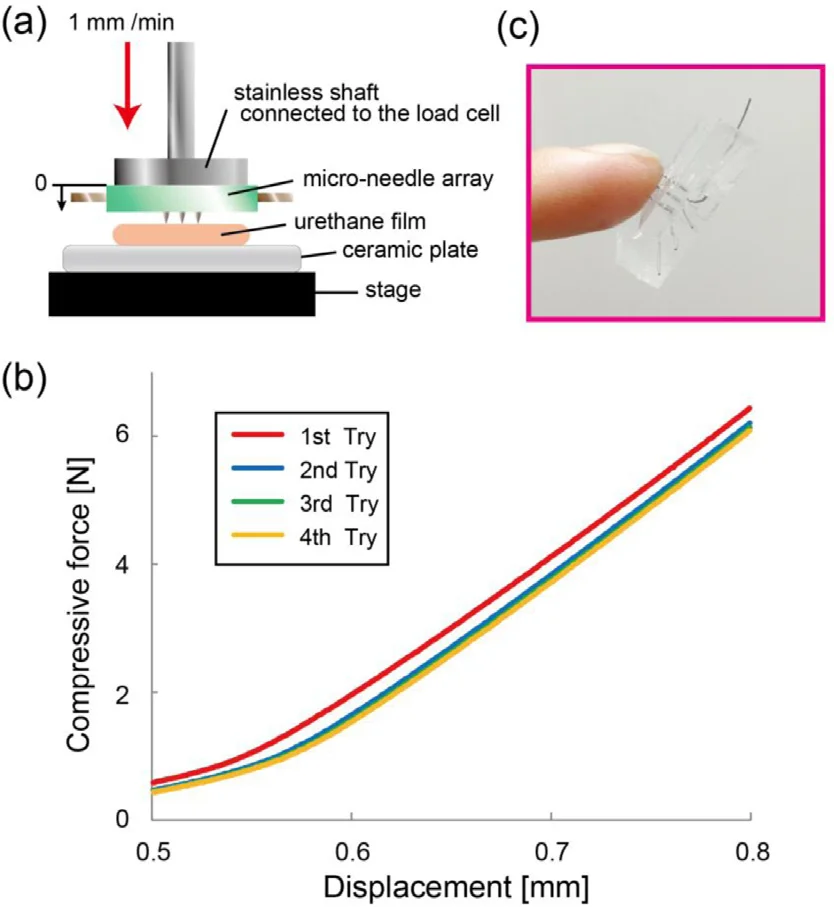 (a)
1 mm /min
stainless shaft
connected to the load cell
0
micro-needle array
urethane film
ceramic plate
stage
(c)
(b)
Compressive force [N]
6
4
2
0
1st Try
2nd Try
3rd Try
4th Try
0.5
0.6
0.7
0.8
Displacement [mm]